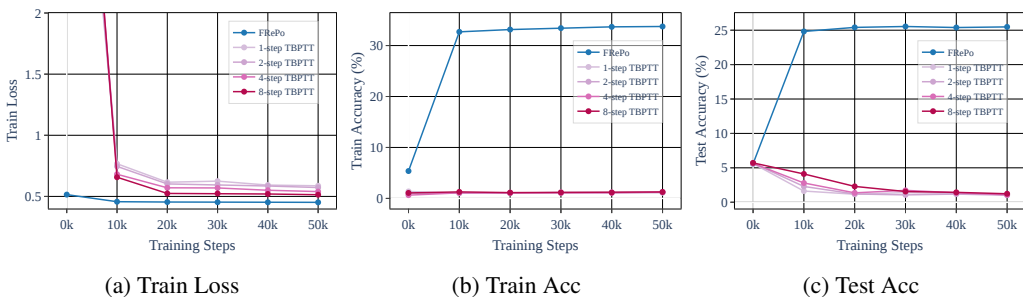 2
1.5
1
0.5
Train Loss
FRePo
1-step TBPTT
2-step TBPTT
4-step TBPTT
8-step TBPTT
0k 10k 20k 30k 40k 50k
Training Steps
(a) Train Loss
30
20
10
0
Train Accuracy (%)
FRePo
1-step TBPTT
2-step TBPTT
4-step TBPTT
8-step TBPTT
0k 10k 20k 30k 40k 50k
Training Steps
(b) Train Acc
25
20
15
10
5
0
Test Accuracy (%)
FRePo
1-step TBPTT
2-step TBPTT
4-step TBPTT
8-step TBPTT
0k 10k 20k 30k 40k 50k
Training Steps
(c) Test Acc